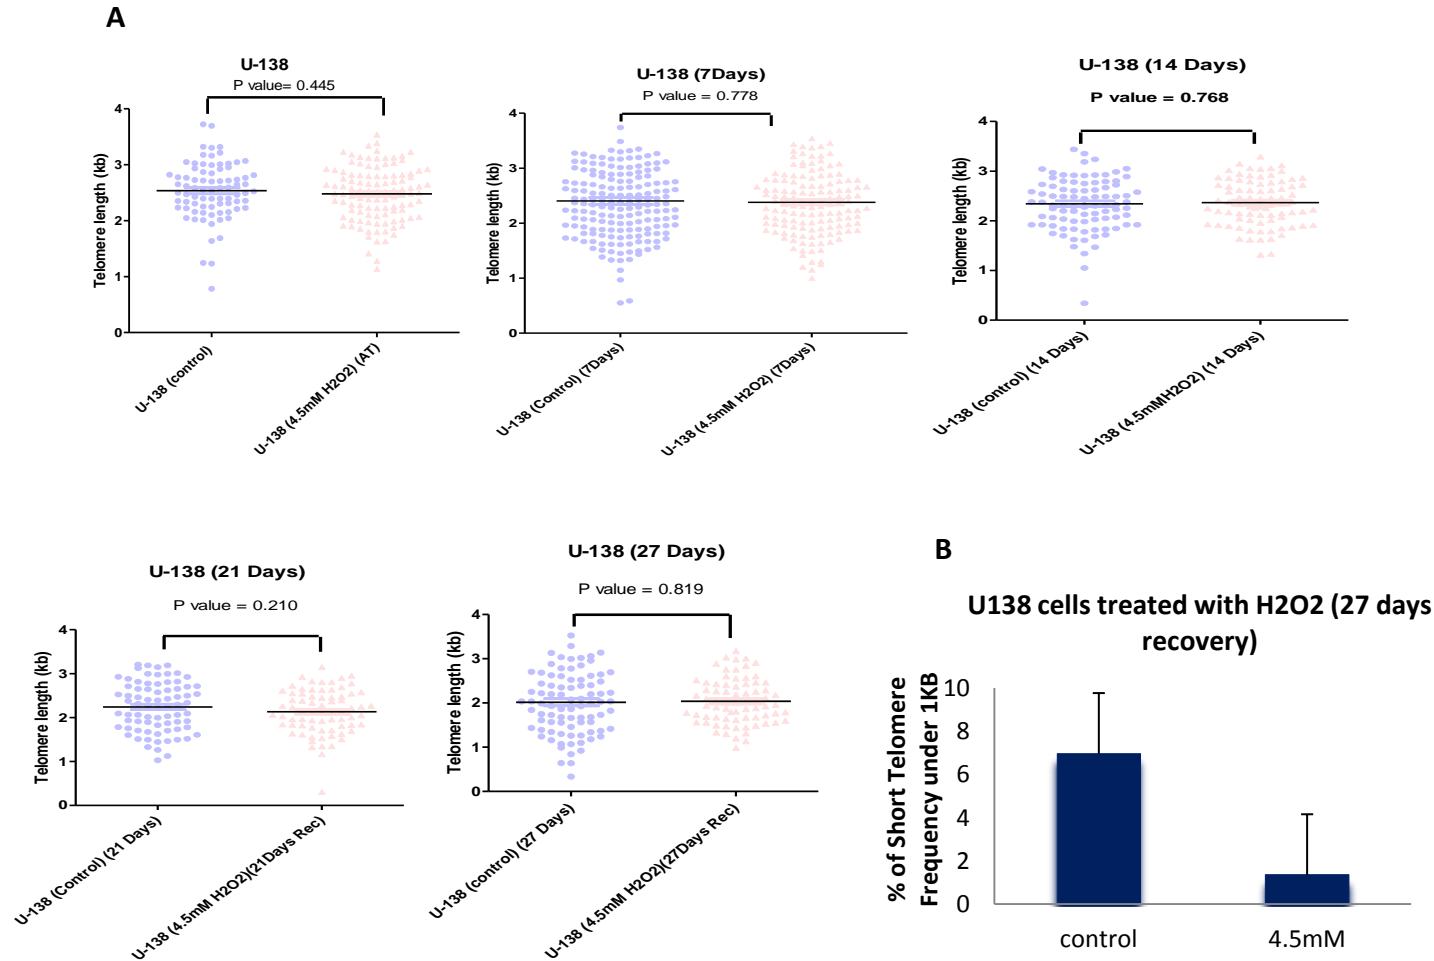 A
U-138
P value= 0.445
Telomere length (kb)
4
3
2
1
0
U-138 (control)
U-138 (4.5mM H2O2) (AT)
U-138 (7Days)
P value = 0.778
Telomere length (kb)
4
3
2
1
0
U-138 (Control) (7Days)
U-138 (4.5mM H2O2) (7Days)
U-138 (14 Days)
P value = 0.768
Telomere length (kb)
4
3
2
1
0
U-138 (control) (14 Days)
U-138 (4.5mMH2O2) (14 Days)
U-138 (21 Days)
P value = 0.210
Telomere length (kb)
4
3
2
1
0
U-138 (Control) (21 Days)
U-138 (4.5mM H2O2)(21Days Rec)
U-138 (27 Days)
P value = 0.819
Telomere length (kb)
4
3
2
1
0
U-138 (control) (27 Days)
U-138 (4.5mM H2O2)(27Days Rec)
B
U138 cells treated with H2O2 (27 days
recovery)
% of Short Telomere
Frequency under 1KB
10
8
6
4
2
0
control
4.5mM